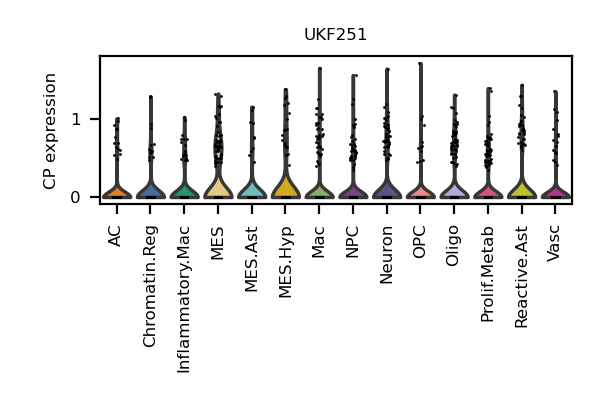 UKF251
CP expression
1
0
AC
Chromatin.Reg
Inflammatory.Mac
MES
MES.Ast
MES.Hyp
Mac
NPC
Neuron
OPC
Oligo
Prolif.Metab
Reactive.Ast
Vasc